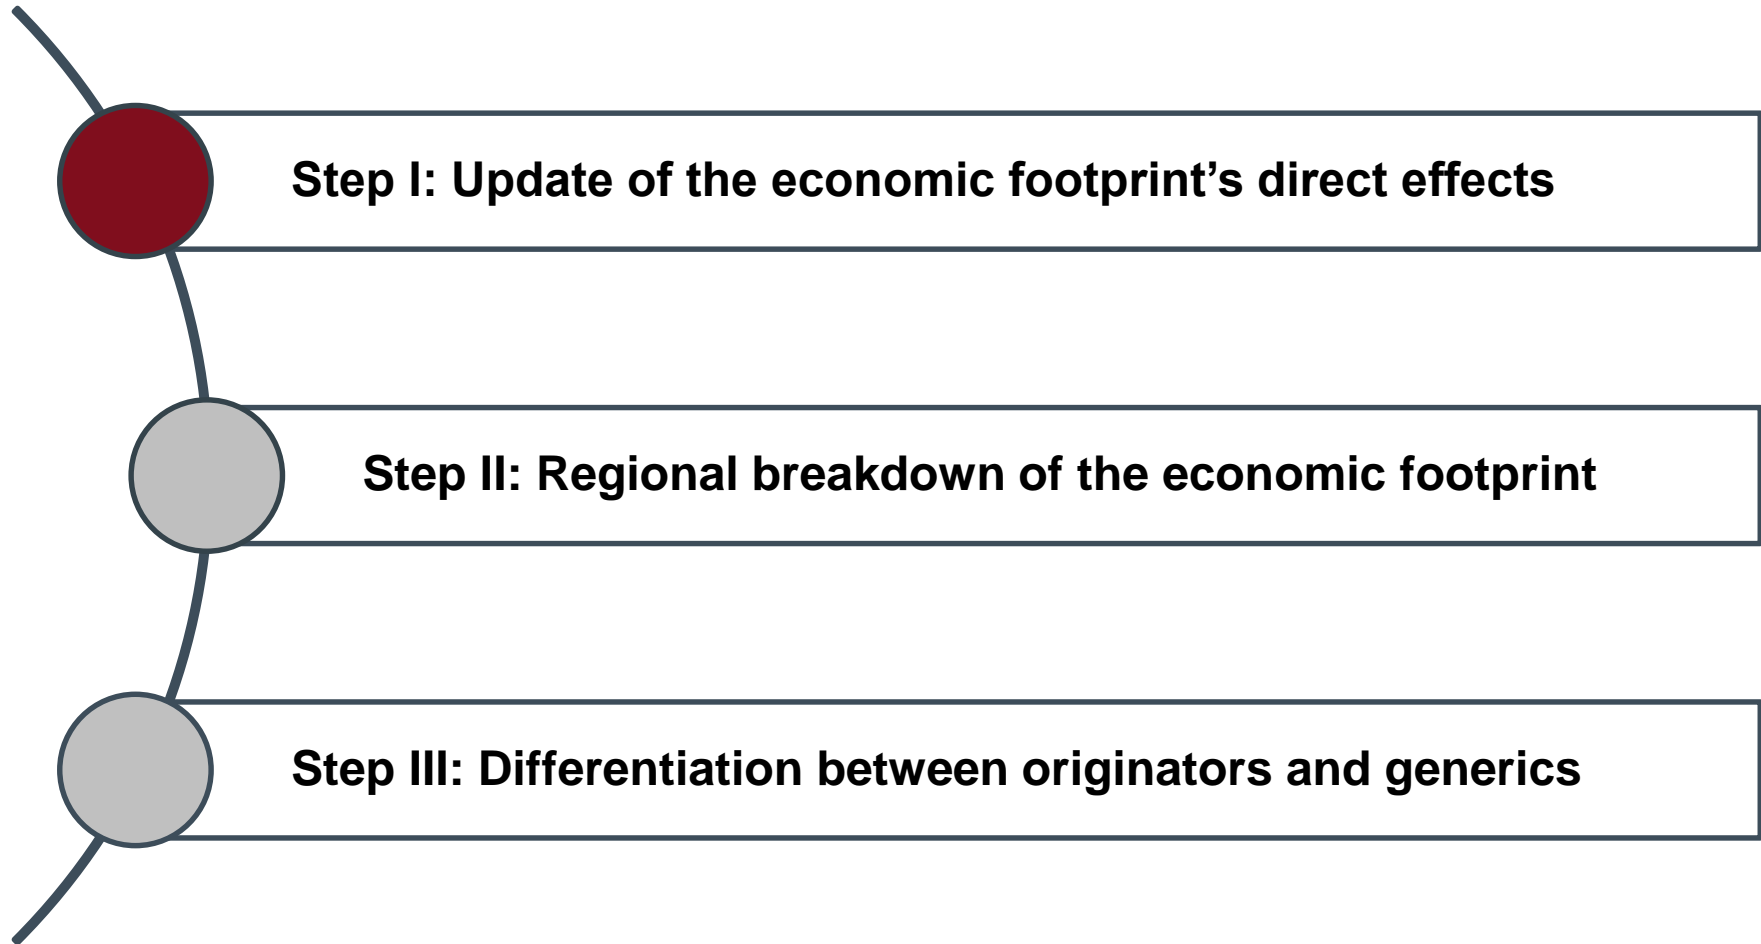 Step I: Update of the economic footprint’s direct effects
Step II: Regional breakdown of the economic footprint
Step III: Differentiation between originators and generics